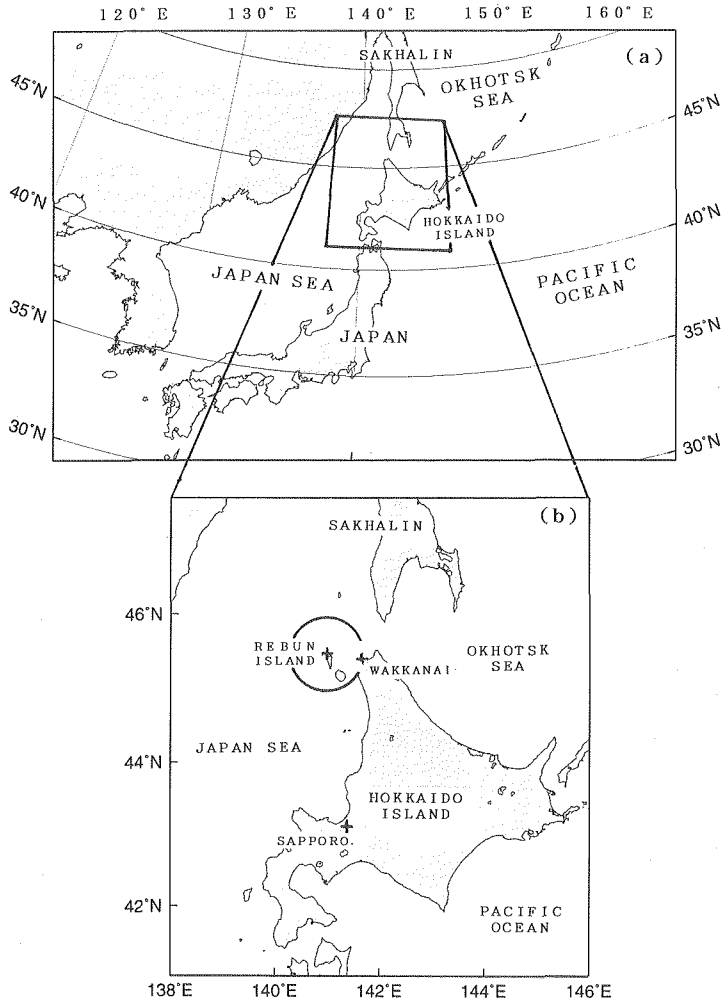 120° E 130° E 140° E 150° E 160° E
(a)
SAKHALIN
OKHOTSK
SEA
45°N
45°N
40°N
40°N
HOKKAIDO
ISLAND
JAPAN SEA
PACIFIC
OCEAN
35°N
35°N
JAPAN
30°N
30°N
(b)
SAKHALIN
46°N
REBUN
ISLAND
WAKKANAI
OKHOTSK
SEA
JAPAN SEA
44°N
HOKKAIDO
ISLAND
SAPPORO.
42°N
PACIFIC
OCEAN
138°E 140°E 142°E 144°E 146°E